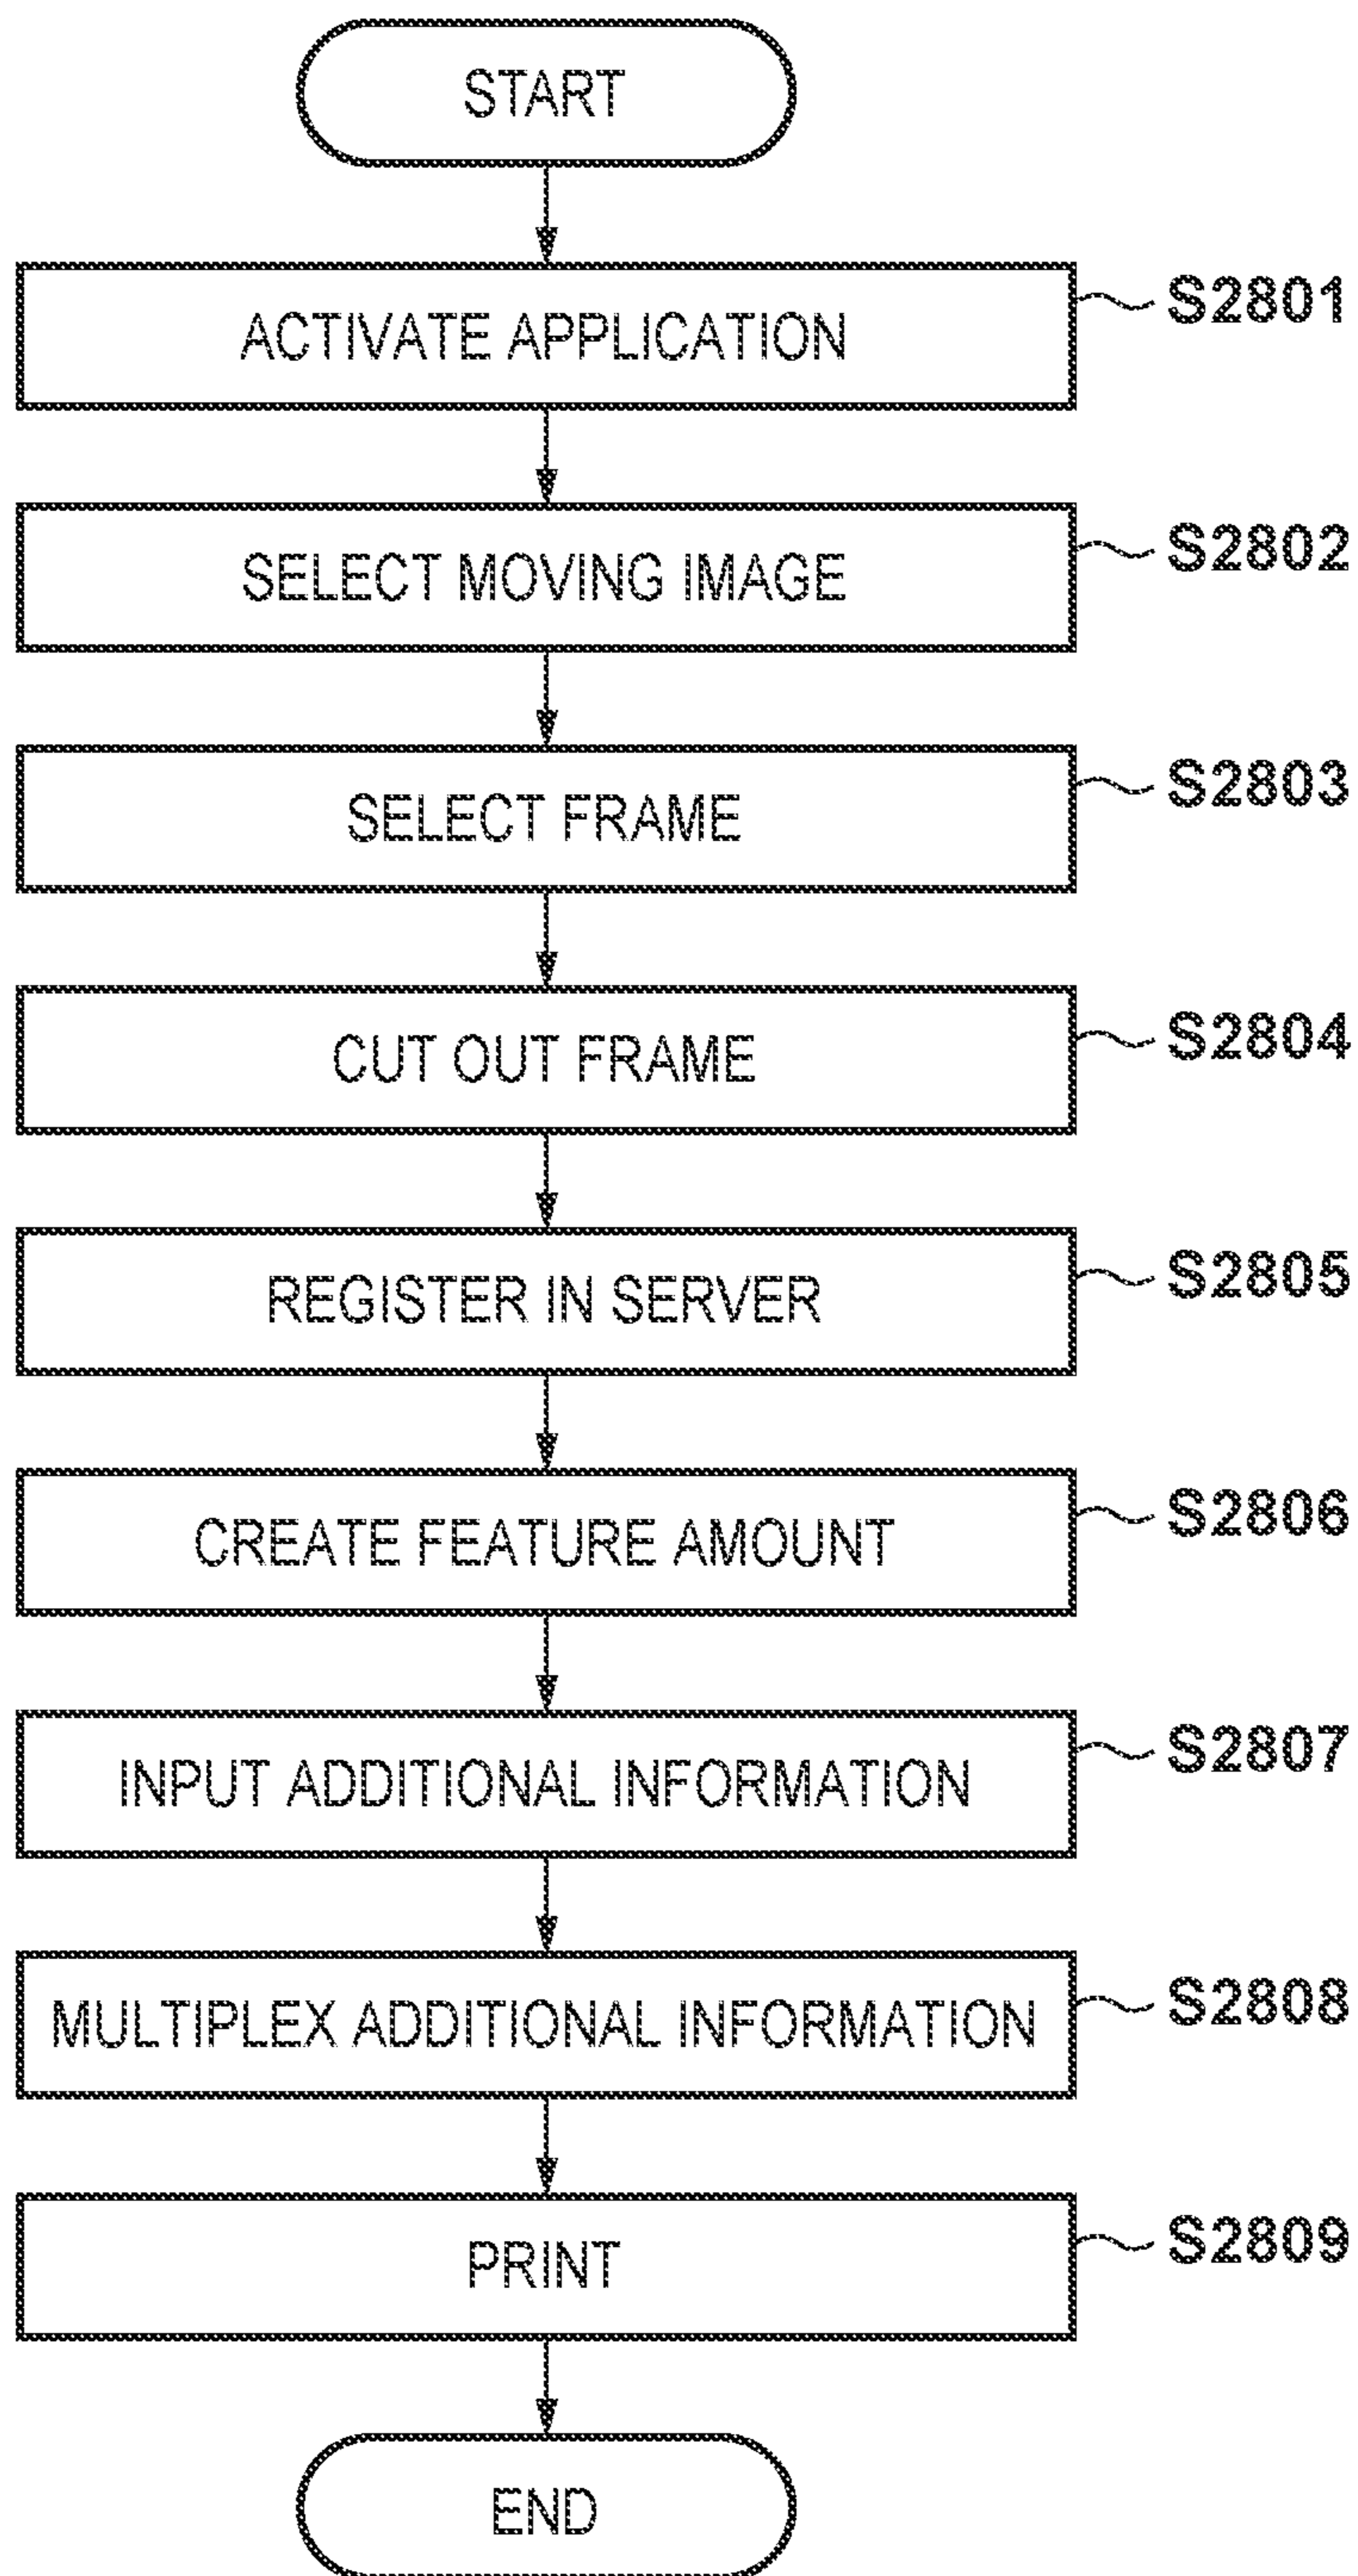 START
ACTIVATE APPLICATION
S2801
SELECT MOVING IMAGE
S2802
SELECT FRAME
S2803
CUT OUT FRAME
S2804
REGISTER IN SERVER
S2805
CREATE FEATURE AMOUNT
S2806
INPUT ADDITIONAL INFORMATION
S2807
MULTIPLEX ADDITIONAL INFORMATION
S2808
PRINT
S2809
END